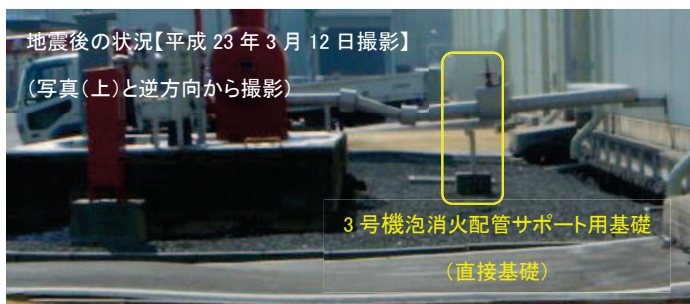 地震後の状況【平成 23 年 3 月 12 日撮影】
（写真（上）と逆方向から撮影）
3 号機泡消火配管サポート用基礎
（直接基礎）